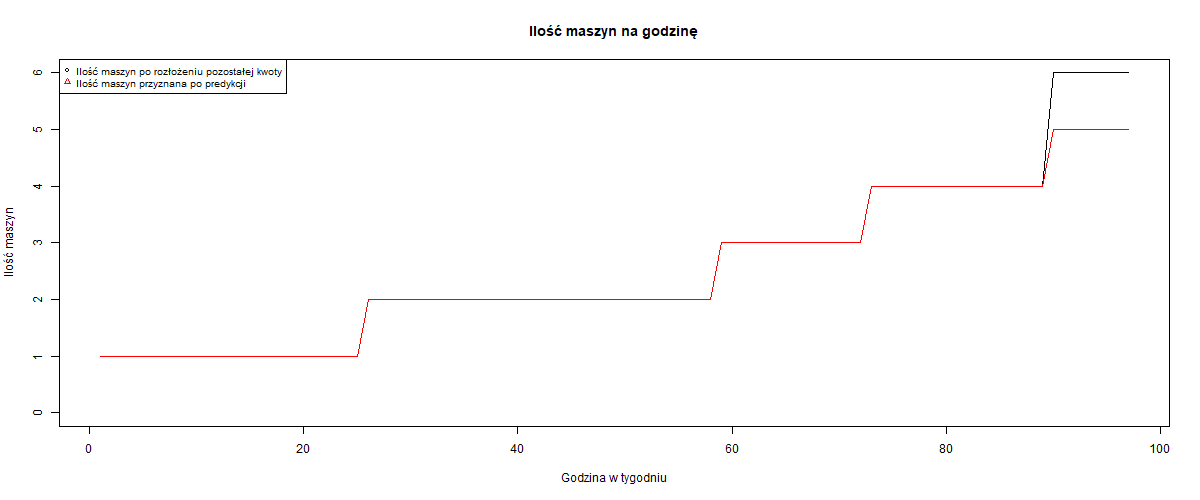 Ilość maszyn na godzinę
Ilość maszyn po rozłożeniu pozostałej kwoty
Ilość maszyn przyznana po predykcji
6
5
4
3
2
1
0
Ilość maszyn
0 20 40 60 80 100
Godzina w tygodniu